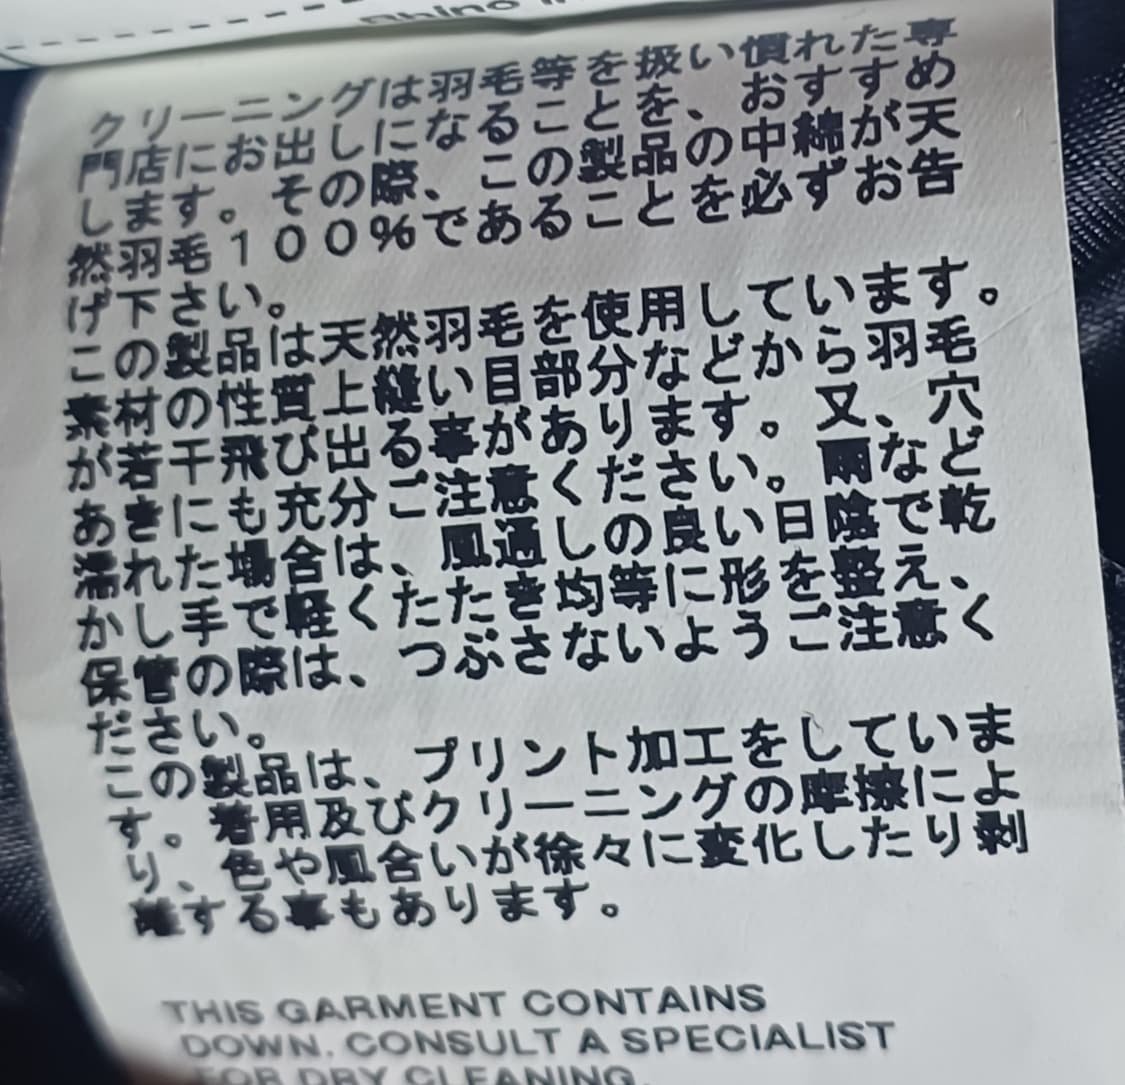 クリーニングは羽毛等を扱い慣れた専
門店にお出しになることを、おすすめ
します。その際、この製品の中綿が天
然羽毛100%であることを必ずお告
げ下さい。
この製品は天然羽毛を使用しています。
素材の性質上縫い目部分などから羽毛
が若干飛び出る事があります。又、穴
あきにも充分ご注意ください。雨など
濡れた場合は、風通しの良い日陰で乾
かし手で軽くたたき均等に形を整え、
保管の際は、つぶさないようご注意く
ださい。
この製品は、プリント加工をしていま
す。着用及びクリーニングの摩擦によ
り、色や風合いが徐々に変化したり剥
離する事もあります。
THIS GARMENT CONTAINS
DOWN. CONSULT A SPECIALIST
FOR DRY CLEANING.